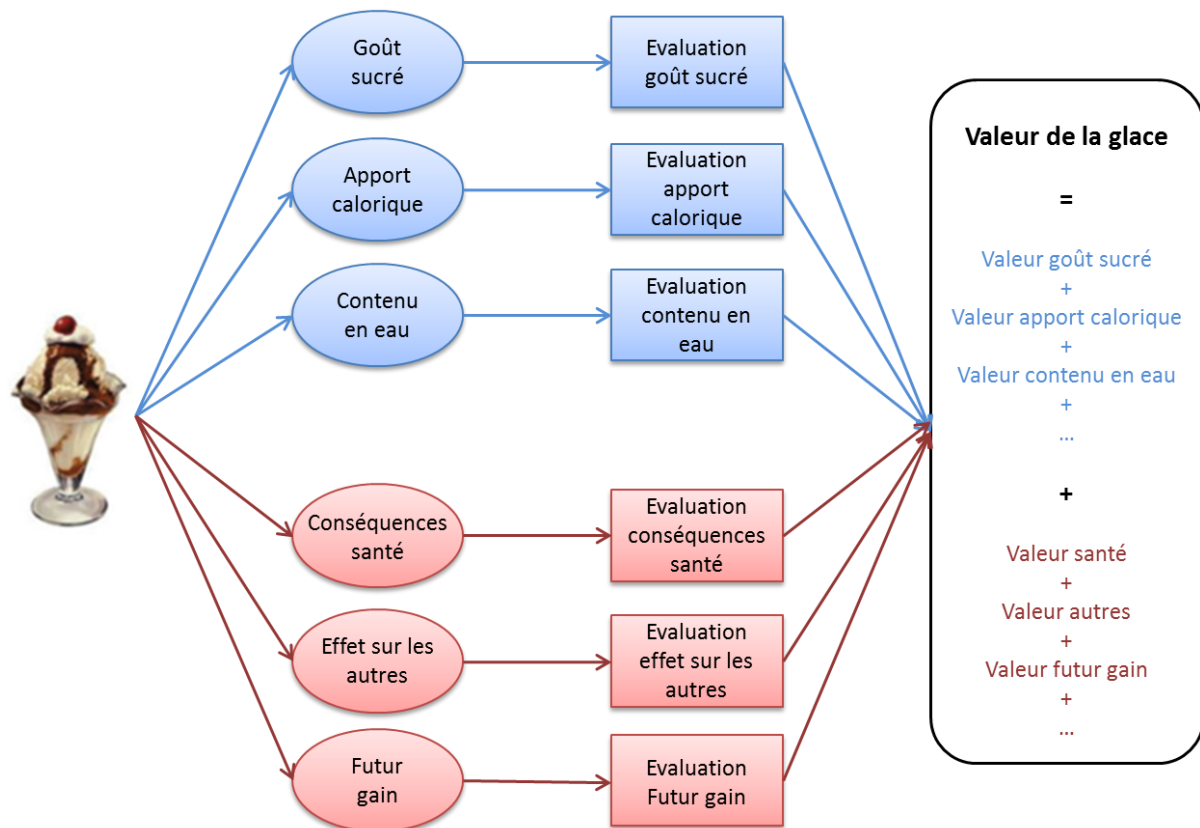 Goût
sucré
Evaluation
goût sucré
Apport
calorique
Evaluation
apport
calorique
Contenu
en eau
Evaluation
contenu en
eau
Conséquences
santé
Evaluation
conséquences
santé
Effet sur les
autres
Evaluation
effet sur les
autres
Futur
gain
Evaluation
Futur gain
Valeur de la glace
=
Valeur goût sucré
+
Valeur apport calorique
+
Valeur contenu en eau
+
...
+
Valeur santé
+
Valeur autres
+
Valeur futur gain
+
...